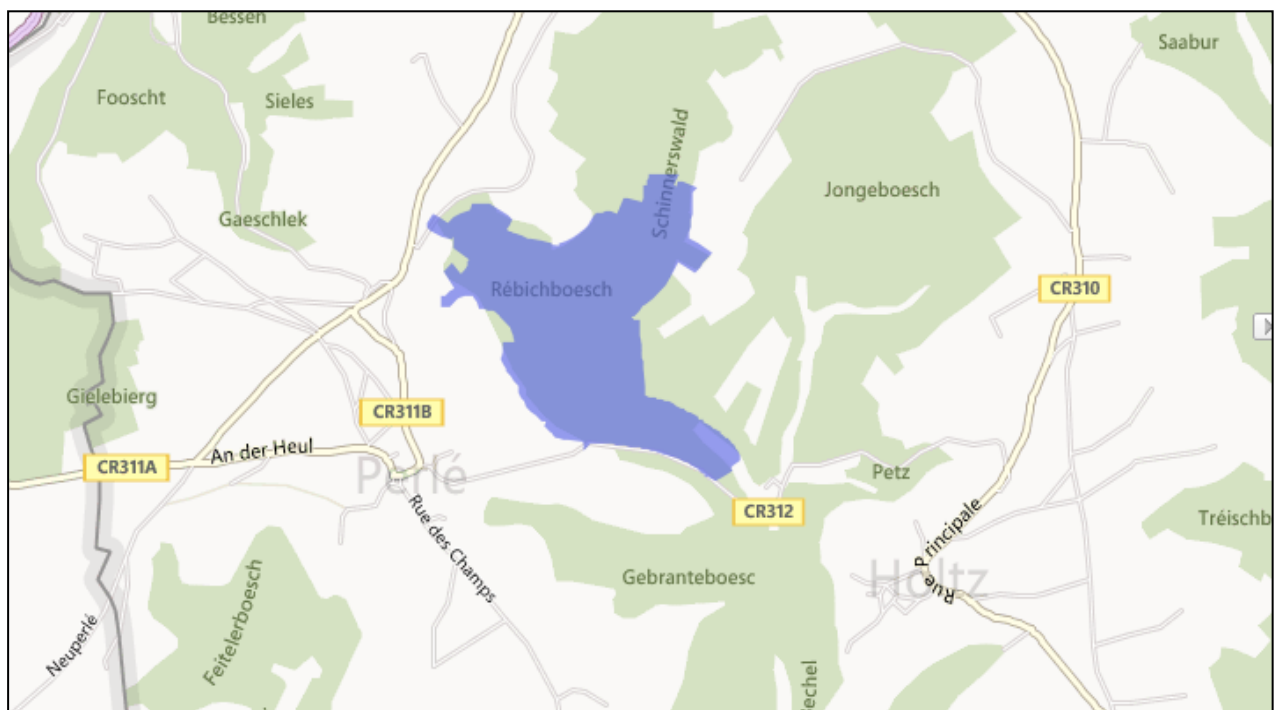 Bessen
Saabur
Fooscht
Sieles
Schinnerswald
Jongeboesch
Gaeschlek
Rébichboesch
CR310
Gielebierg
CR311B
An der Heul
CR311A
Pérlé
Petz
CR312
Rue des Champs
Tréischb
Rue Principale
Gebranteboesc
Holtz
Feitelerboesch
Neuperlé
echel